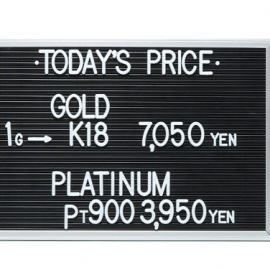 ·TODAY'S PRICE·
GOLD
1G→ K18 7,050 YEN
PLATINUM
PT900 3,950 YEN